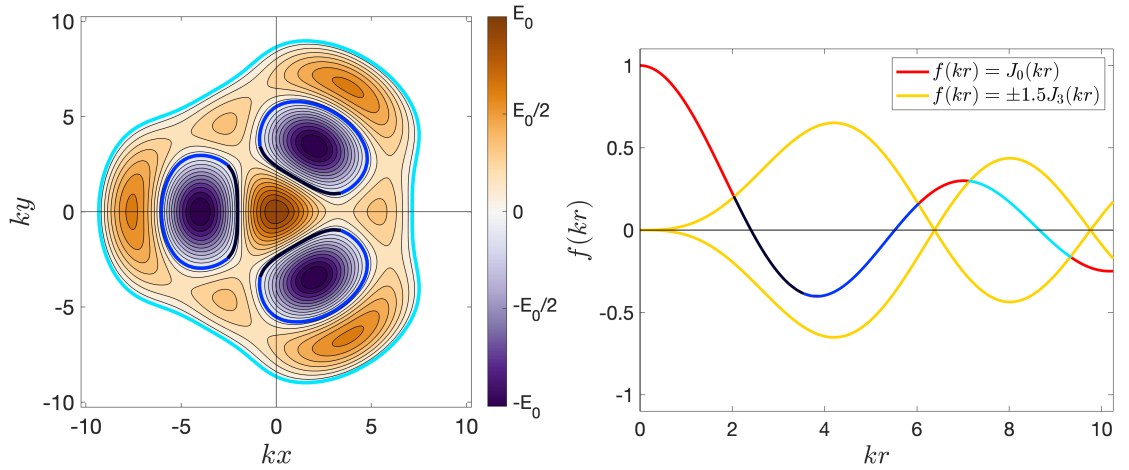 10
5
0
-5
-10
ky
-10
-5
0
5
10
kx
E₀
E₀/2
0
-E₀/2
-E₀
1
0.5
0
-0.5
-1
f(kr)
f(kr) = J₀(kr)
f(kr) = ±1.5J₃(kr)
0
2
4
6
8
10
kr